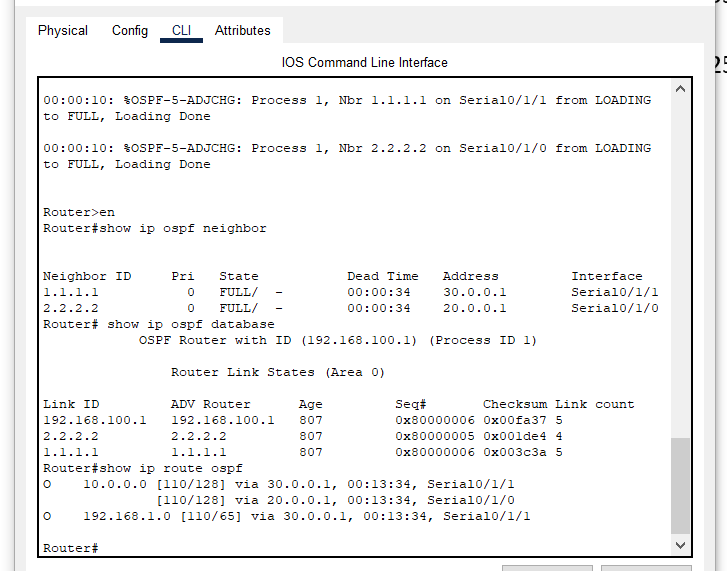 Physical Config CLI Attributes
IOS Command Line Interface
00:00:10: %OSPF-5-ADJCHG: Process 1, Nbr 1.1.1.1 on Serial0/1/1 from LOADING
to FULL, Loading Done
00:00:10: %OSPF-5-ADJCHG: Process 1, Nbr 2.2.2.2 on Serial0/1/0 from LOADING
to FULL, Loading Done
Router>en
Router#show ip ospf neighbor
Neighbor ID     Pri   State           Dead Time   Address         Interface
1.1.1.1           0   FULL/  -        00:00:34    30.0.0.1        Serial0/1/1
2.2.2.2           0   FULL/  -        00:00:34    20.0.0.1        Serial0/1/0
Router# show ip ospf database
            OSPF Router with ID (192.168.100.1) (Process ID 1)
                Router Link States (Area 0)
Link ID         ADV Router      Age         Seq#       Checksum Link count
192.168.100.1   192.168.100.1   807         0x80000006 0x00fa37 5
2.2.2.2         2.2.2.2         807         0x80000005 0x001de4 4
1.1.1.1         1.1.1.1         807         0x80000006 0x003c3a 5
Router#show ip route ospf
O    10.0.0.0 [110/128] via 30.0.0.1, 00:13:34, Serial0/1/1
              [110/128] via 20.0.0.1, 00:13:34, Serial0/1/0
O    192.168.1.0 [110/65] via 30.0.0.1, 00:13:34, Serial0/1/1
Router#